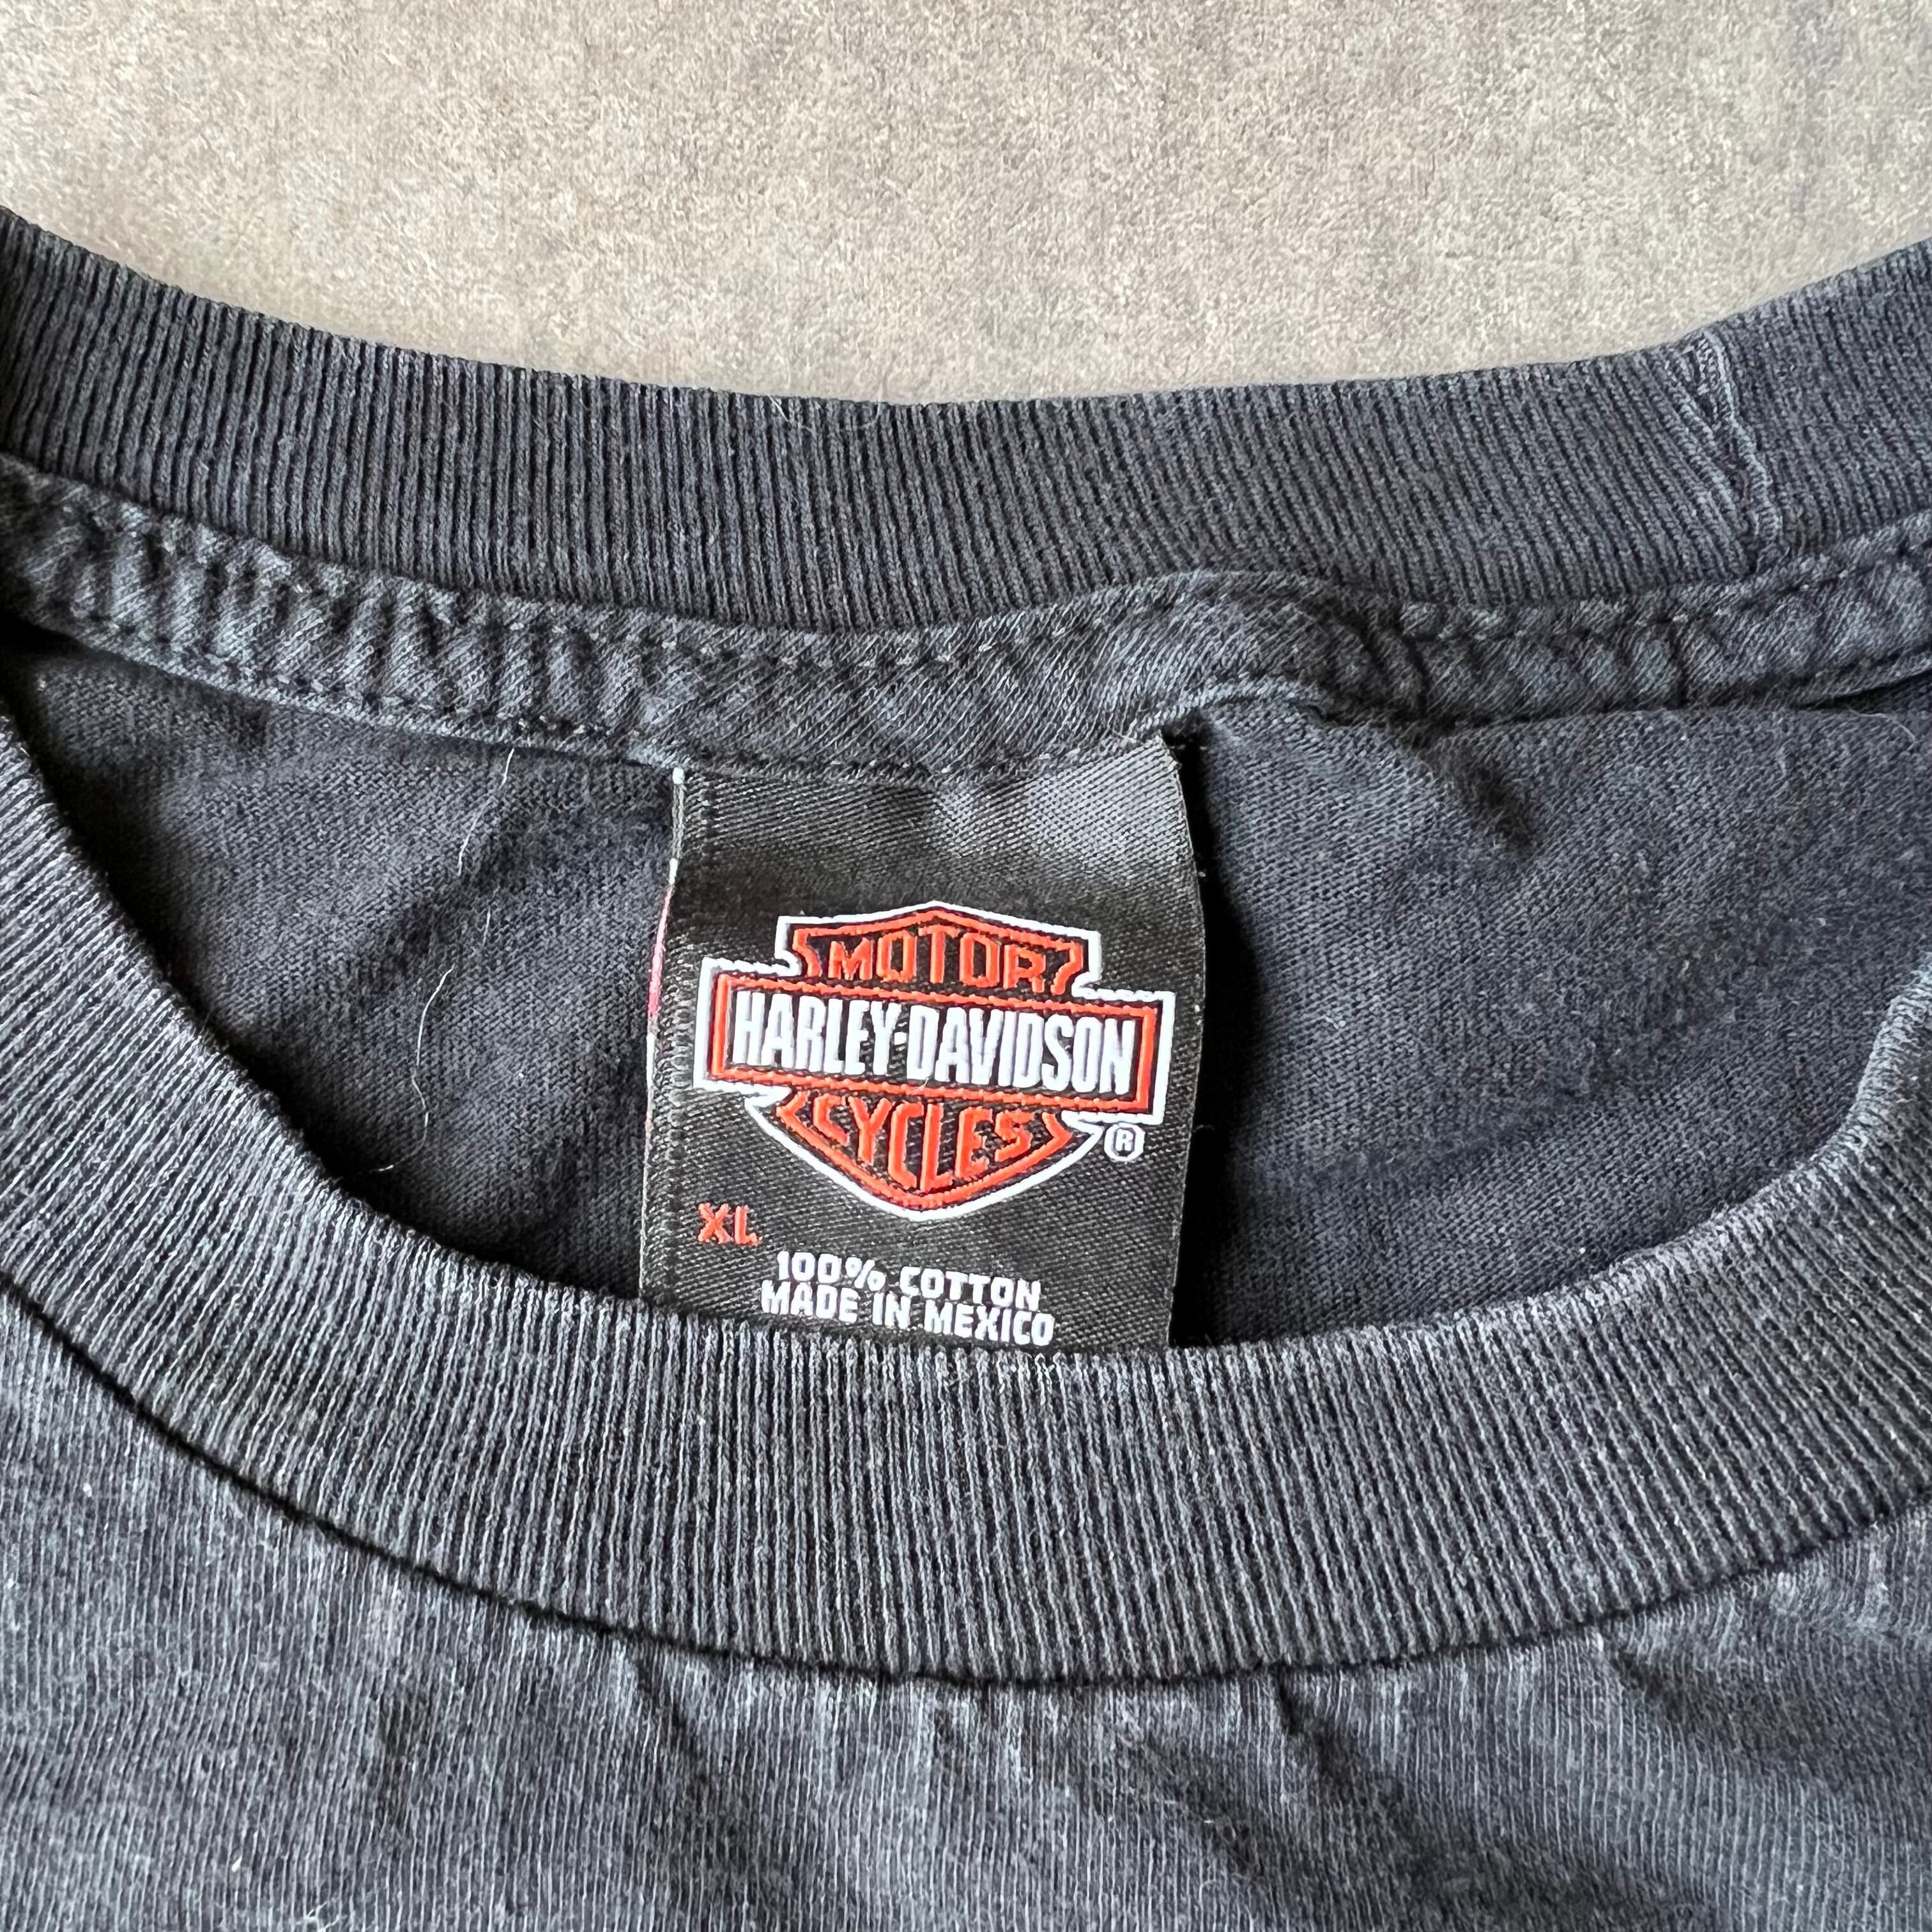 MOTOR
HARLEY-DAVIDSON
CYCLES
®
XL
100% COTTON
MADE IN MEXICO